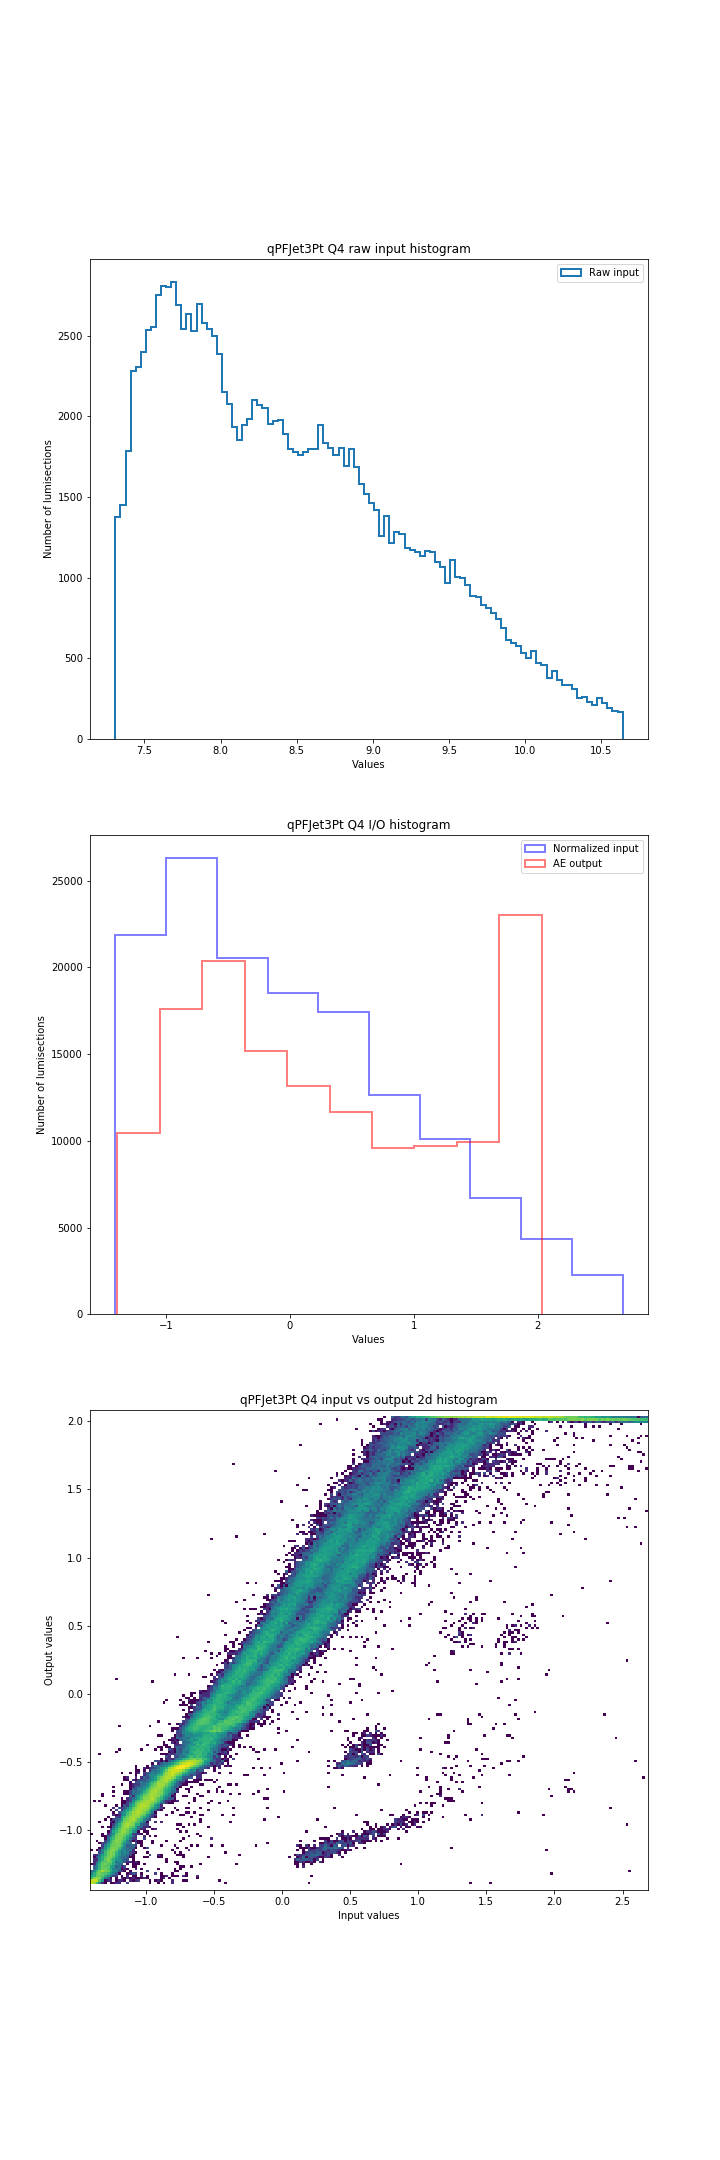 qPFJet3Pt Q4 raw input histogram
Raw input
2500
2000
1500
1000
500
0
Number of lumisections
7.5 8.0 8.5 9.0 9.5 10.0 10.5
Values
qPFJet3Pt Q4 I/O histogram
Normalized input
AE output
25000
20000
15000
10000
5000
0
Number of lumisections
−1 0 1 2
Values
qPFJet3Pt Q4 input vs output 2d histogram
2.0
1.5
1.0
0.5
0.0
−0.5
−1.0
Output values
−1.0 −0.5 0.0 0.5 1.0 1.5 2.0 2.5
Input values